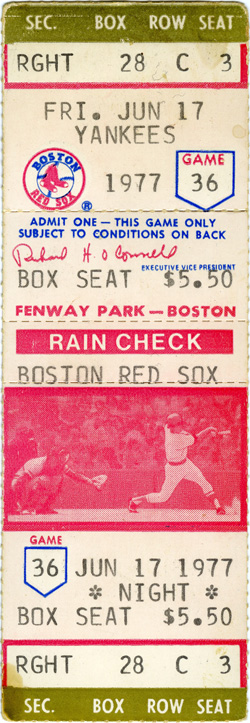 SEC. BOX ROW SEAT
RGHT 28 C 3
FRI. JUN 17
YANKEES
BOSTON
RED SOX
®
1977
GAME
36
ADMIT ONE — THIS GAME ONLY
SUBJECT TO CONDITIONS ON BACK
Richard H. O'Connell
EXECUTIVE VICE PRESIDENT
BOX SEAT $5.50
FENWAY PARK — BOSTON
RAIN CHECK
BOSTON RED SOX
GAME
36
JUN 17 1977
* NIGHT *
BOX SEAT $5.50
RGHT 28 C 3
SEC. BOX ROW SEAT